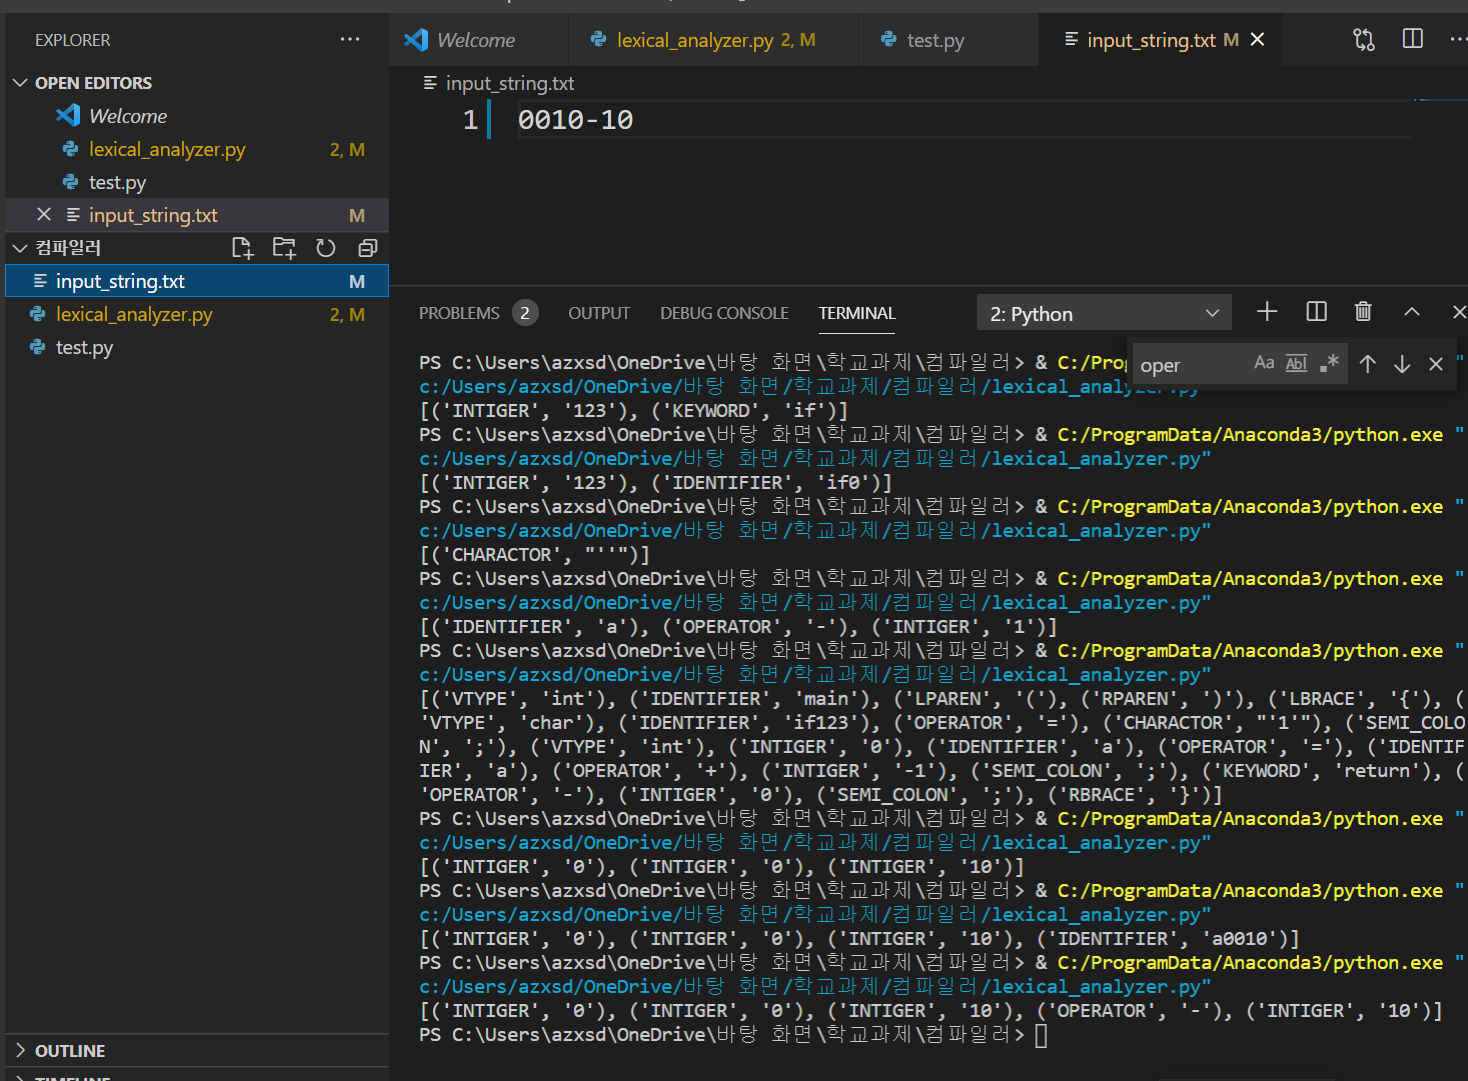 EXPLORER ···
OPEN EDITORS
Welcome
lexical_analyzer.py 2, M
test.py
input_string.txt M
컴파일러
input_string.txt M
lexical_analyzer.py 2, M
test.py
OUTLINE
Welcome lexical_analyzer.py 2, M test.py input_string.txt M
input_string.txt
1 0010-10
PROBLEMS 2 OUTPUT DEBUG CONSOLE TERMINAL 2: Python
oper Aa Abl .*
PS C:\Users\azxsd\OneDrive\바탕 화면\학교과제\컴파일러> & C:/Prog "
c:/Users/azxsd/OneDrive/바탕 화면/학교과제/컴파일러/lexical_analyzer.py
[('INTIGER', '123'), ('KEYWORD', 'if')]
PS C:\Users\azxsd\OneDrive\바탕 화면\학교과제\컴파일러> & C:/ProgramData/Anaconda3/python.exe "
c:/Users/azxsd/OneDrive/바탕 화면/학교과제/컴파일러/lexical_analyzer.py"
[('INTIGER', '123'), ('IDENTIFIER', 'if0')]
PS C:\Users\azxsd\OneDrive\바탕 화면\학교과제\컴파일러> & C:/ProgramData/Anaconda3/python.exe "
c:/Users/azxsd/OneDrive/바탕 화면/학교과제/컴파일러/lexical_analyzer.py"
[('CHARACTOR', "''")]
PS C:\Users\azxsd\OneDrive\바탕 화면\학교과제\컴파일러> & C:/ProgramData/Anaconda3/python.exe "
c:/Users/azxsd/OneDrive/바탕 화면/학교과제/컴파일러/lexical_analyzer.py"
[('IDENTIFIER', 'a'), ('OPERATOR', '-'), ('INTIGER', '1')]
PS C:\Users\azxsd\OneDrive\바탕 화면\학교과제\컴파일러> & C:/ProgramData/Anaconda3/python.exe "
c:/Users/azxsd/OneDrive/바탕 화면/학교과제/컴파일러/lexical_analyzer.py"
[('VTYPE', 'int'), ('IDENTIFIER', 'main'), ('LPAREN', '('), ('RPAREN', ')'), ('LBRACE', '{'), (
'VTYPE', 'char'), ('IDENTIFIER', 'if123'), ('OPERATOR', '='), ('CHARACTOR', "'1'"), ('SEMI_COLO
N', ';'), ('VTYPE', 'int'), ('INTIGER', '0'), ('IDENTIFIER', 'a'), ('OPERATOR', '='), ('IDENTIF
IER', 'a'), ('OPERATOR', '+'), ('INTIGER', '-1'), ('SEMI_COLON', ';'), ('KEYWORD', 'return'), (
'OPERATOR', '-'), ('INTIGER', '0'), ('SEMI_COLON', ';'), ('RBRACE', '}')]
PS C:\Users\azxsd\OneDrive\바탕 화면\학교과제\컴파일러> & C:/ProgramData/Anaconda3/python.exe "
c:/Users/azxsd/OneDrive/바탕 화면/학교과제/컴파일러/lexical_analyzer.py"
[('INTIGER', '0'), ('INTIGER', '0'), ('INTIGER', '10')]
PS C:\Users\azxsd\OneDrive\바탕 화면\학교과제\컴파일러> & C:/ProgramData/Anaconda3/python.exe "
c:/Users/azxsd/OneDrive/바탕 화면/학교과제/컴파일러/lexical_analyzer.py"
[('INTIGER', '0'), ('INTIGER', '0'), ('INTIGER', '10'), ('IDENTIFIER', 'a0010')]
PS C:\Users\azxsd\OneDrive\바탕 화면\학교과제\컴파일러> & C:/ProgramData/Anaconda3/python.exe "
c:/Users/azxsd/OneDrive/바탕 화면/학교과제/컴파일러/lexical_analyzer.py"
[('INTIGER', '0'), ('INTIGER', '0'), ('INTIGER', '10'), ('OPERATOR', '-'), ('INTIGER', '10')]
PS C:\Users\azxsd\OneDrive\바탕 화면\학교과제\컴파일러>